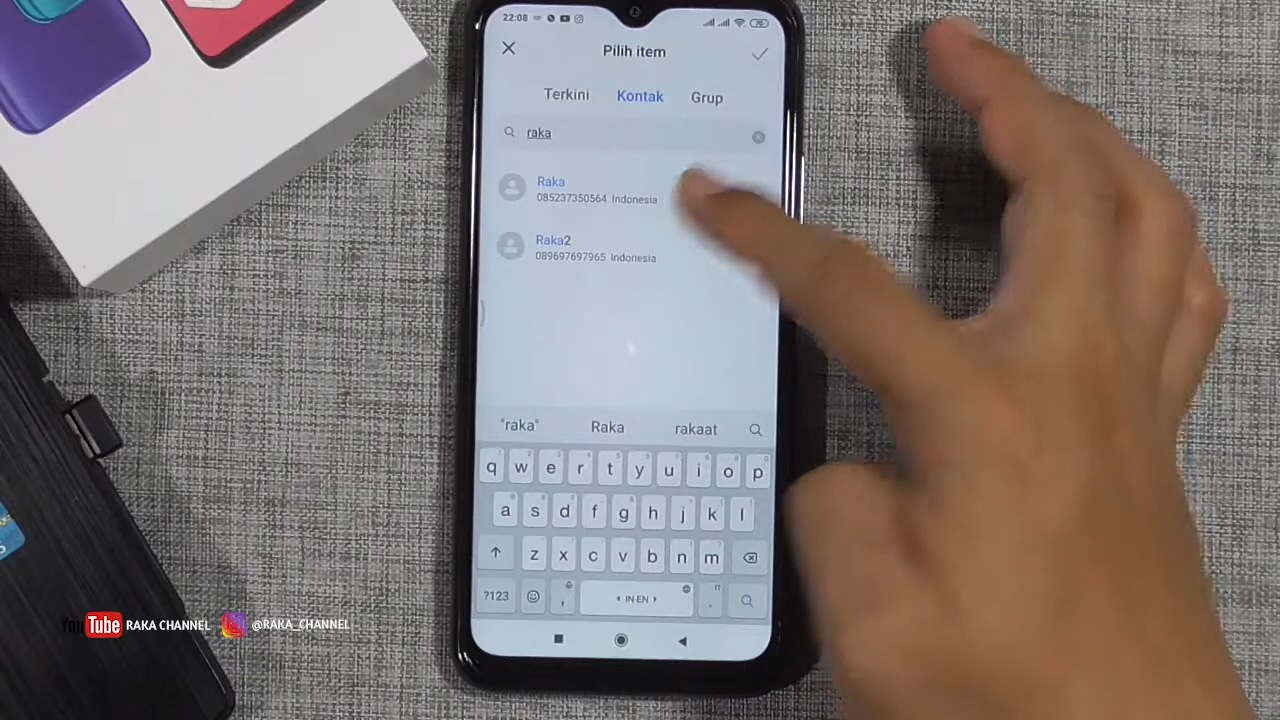 22:08
Pilih item
Terkini Kontak Grup
raka
Raka
085237350564 Indonesia
Raka2
089697697965 Indonesia
"raka" Raka rakaat
q w e r t y u i o p
a s d f g h j k l
z x c v b n m
?123 , IN·EN .
YouTube RAKA CHANNEL @RAKA_CHANNEL